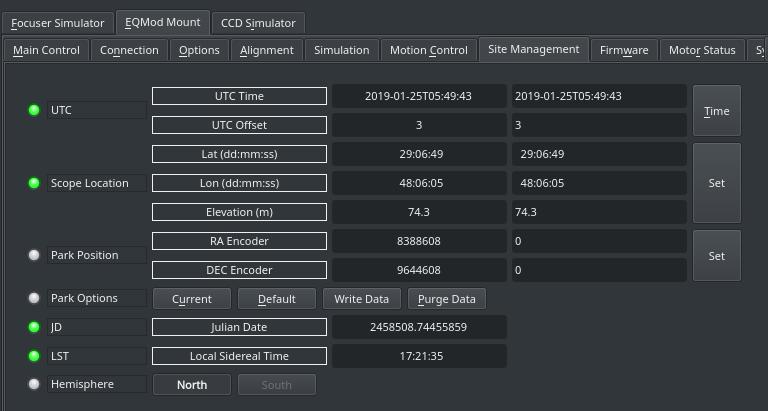 Focuser Simulator EQMod Mount CCD Simulator
Main Control Connection Options Alignment Simulation Motion Control Site Management Firmware Motor Status
UTC Time 2019-01-25T05:49:43 2019-01-25T05:49:43
UTC Time
UTC Offset 3 3
Lat (dd:mm:ss) 29:06:49 29:06:49
Scope Location Lon (dd:mm:ss) 48:06:05 48:06:05 Set
Elevation (m) 74.3 74.3
RA Encoder 8388608 0
Park Position Set
DEC Encoder 9644608 0
Park Options Current Default Write Data Purge Data
JD Julian Date 2458508.74455859
LST Local Sidereal Time 17:21:35
Hemisphere North South